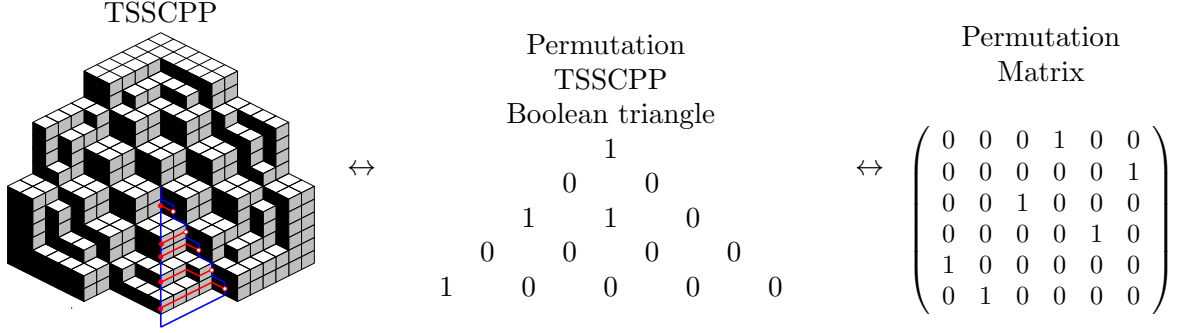 TSSCPP
Permutation
TSSCPP
Boolean triangle
1
0 0
1 1 0
0 0 0 0
1 0 0 0 0
↔
↔
Permutation
Matrix
0 0 0 1 0 0
0 0 0 0 0 1
0 0 1 0 0 0
0 0 0 0 1 0
1 0 0 0 0 0
0 1 0 0 0 0